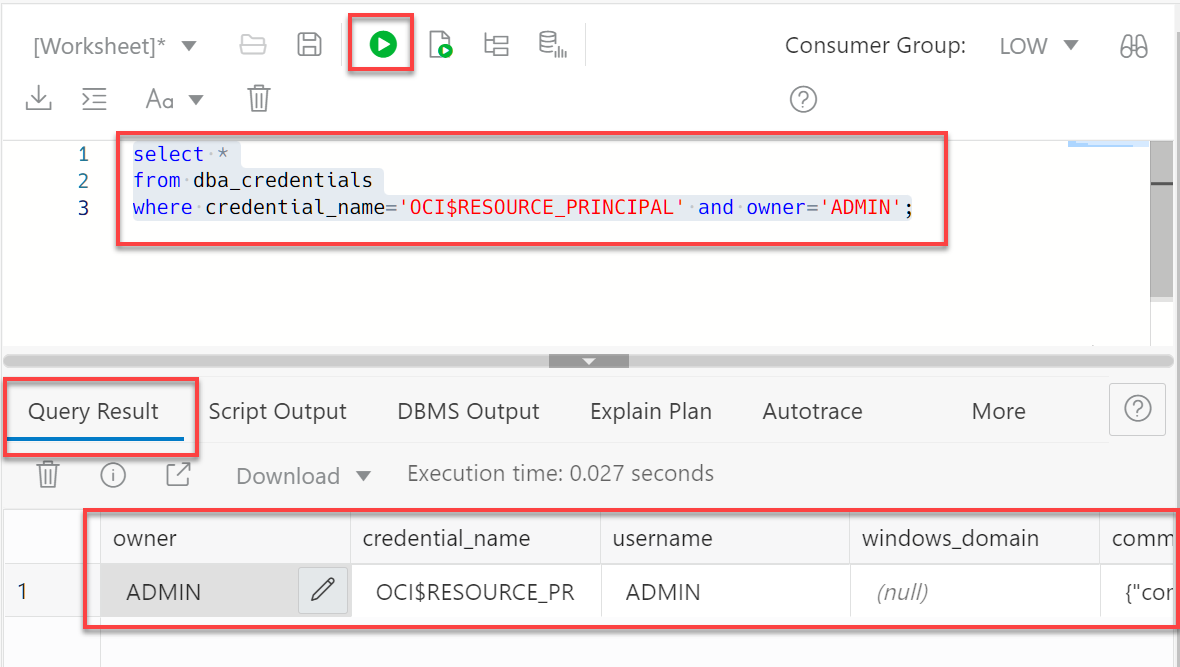 [Worksheet]*
Consumer Group: LOW
Aa
?
1 select *
2 from dba_credentials
3 where credential_name='OCI$RESOURCE_PRINCIPAL' and owner='ADMIN';
Query Result Script Output DBMS Output Explain Plan Autotrace More ?
i Download Execution time: 0.027 seconds
owner credential_name username windows_domain comm
1 ADMIN OCI$RESOURCE_PR ADMIN (null) {"cor